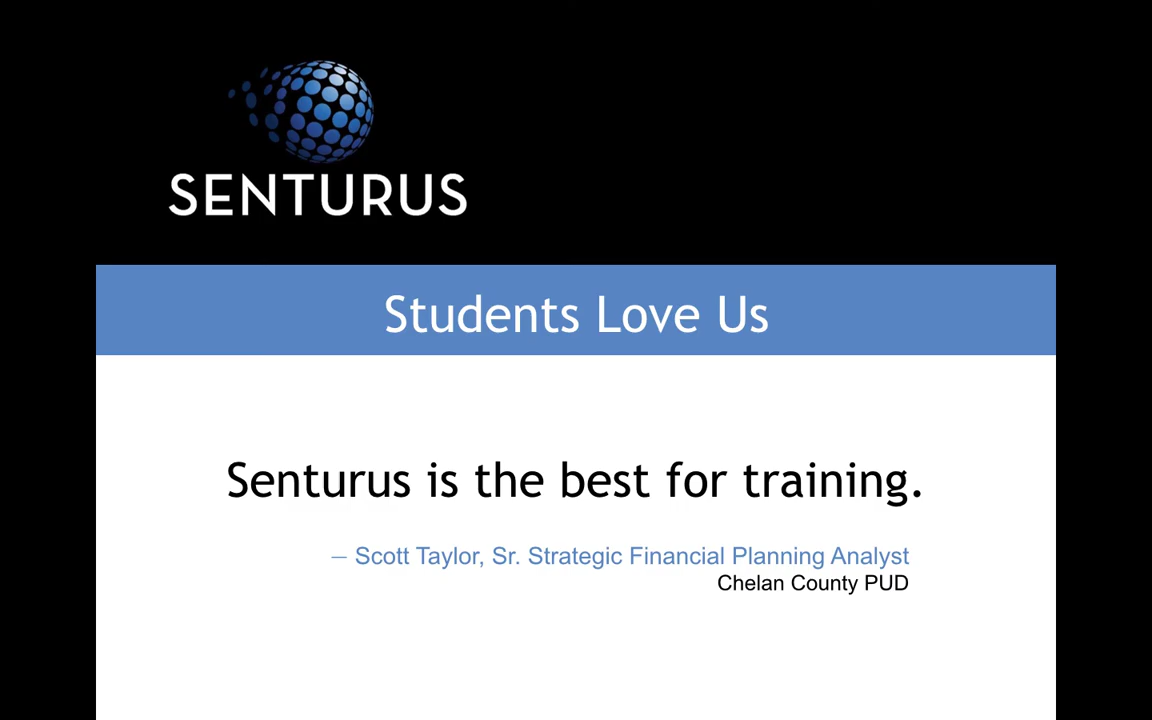 SENTURUS
Students Love Us
Senturus is the best for training.
— Scott Taylor, Sr. Strategic Financial Planning Analyst
Chelan County PUD